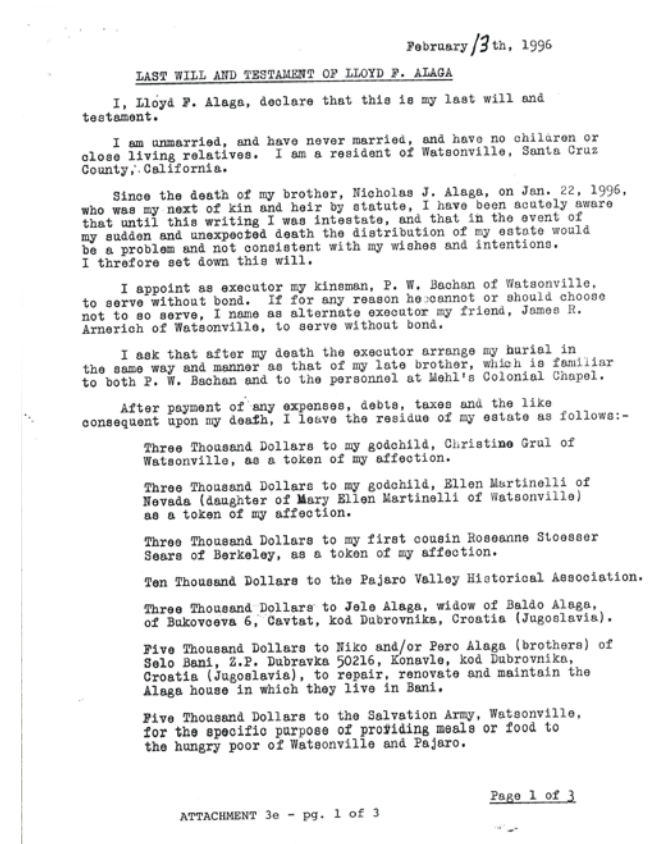 February 13th, 1996
LAST WILL AND TESTAMENT OF LLOYD F. ALAGA
I, Lloyd F. Alaga, declare that this is my last will and
testament.
I am unmarried, and have never married, and have no children or
close living relatives. I am a resident of Watsonville, Santa Cruz
County, California.
Since the death of my brother, Nicholas J. Alaga, on Jan. 22, 1996,
who was my next of kin and heir by statute, I have been acutely aware
that until this writing I was intestate, and that in the event of
my sudden and unexpected death the distribution of my estate would
be a problem and not consistent with my wishes and intentions.
I threfore set down this will.
I appoint as executor my kinsman, P. W. Bachan of Watsonville,
to serve without bond. If for any reason he cannot or should choose
not to so serve, I name as alternate executor my friend, James R.
Arnerich of Watsonville, to serve without bond.
I ask that after my death the executor arrange my burial in
the same way and manner as that of my late brother, which is familiar
to both P. W. Bachan and to the personnel at Mehl's Colonial Chapel.
After payment of any expenses, debts, taxes and the like
consequent upon my death, I leave the residue of my estate as follows:-
Three Thousand Dollars to my godchild, Christine Grul of
Watsonville, as a token of my affection.
Three Thousand Dollars to my godchild, Ellen Martinelli of
Nevada (daughter of Mary Ellen Martinelli of Watsonville)
as a token of my affection.
Three Thousand Dollars to my first cousin Roseanne Stoesser
Sears of Berkeley, as a token of my affection.
Ten Thousand Dollars to the Pajaro Valley Historical Association.
Three Thousand Dollars to Jele Alaga, widow of Baldo Alaga,
of Bukovceva 6, Cavtat, kod Dubrovnika, Croatia (Jugoslavia).
Five Thousand Dollars to Niko and/or Pero Alaga (brothers) of
Selo Bani, Z.P. Dubravka 50216, Konavle, kod Dubrovnika,
Croatia (Jugoslavia), to repair, renovate and maintain the
Alaga house in which they live in Bani.
Five Thousand Dollars to the Salvation Army, Watsonville,
for the specific purpose of providing meals or food to
the hungry poor of Watsonville and Pajaro.
Page 1 of 3
ATTACHMENT 3e - pg. 1 of 3